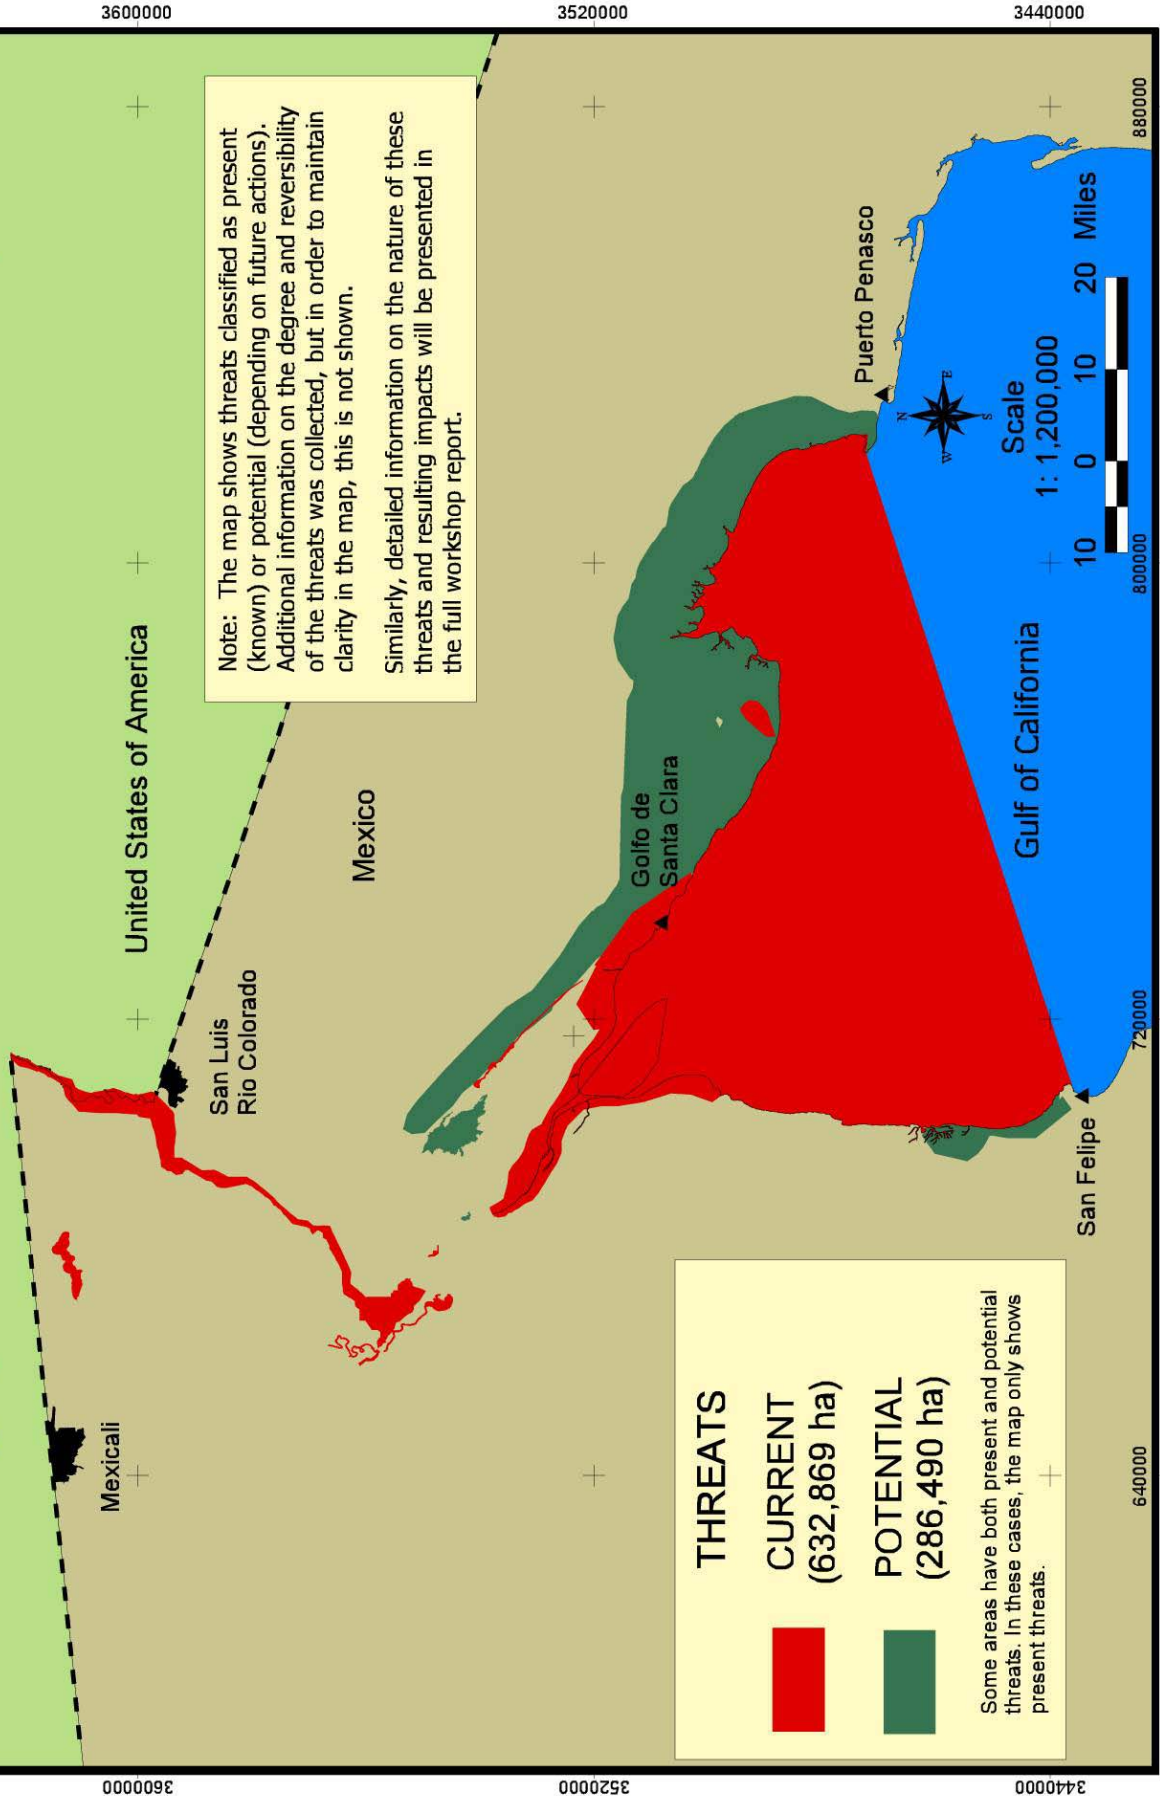 3600000
3520000
3440000
880000
800000
720000
640000
3600000
3520000
3440000
United States of America
Note: The map shows threats classified as present
(known) or potential (depending on future actions).
Additional information on the degree and reversibility
of the threats was collected, but in order to maintain
clarity in the map, this is not shown.
Similarly, detailed information on the nature of these
threats and resulting impacts will be presented in
the full workshop report.
Mexicali
San Luis
Rio Colorado
Mexico
Golfo de
Santa Clara
Puerto Penasco
San Felipe
Gulf of California
N
W
E
S
Scale
1: 1,200,000
10 0 10 20 Miles
THREATS
CURRENT
(632,869 ha)
POTENTIAL
(286,490 ha)
Some areas have both present and potential
threats. In these cases, the map only shows
present threats.